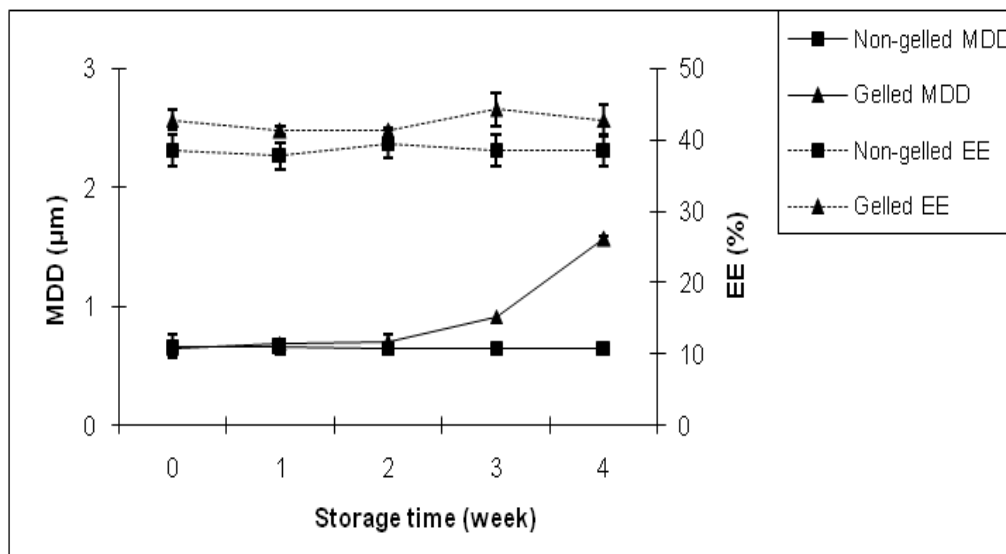 Non-gelled MDD
Gelled MDD
Non-gelled EE
Gelled EE
MDD (µm)
3
2
1
0
50
40
30
20
10
0
EE (%)
0 1 2 3 4
Storage time (week)